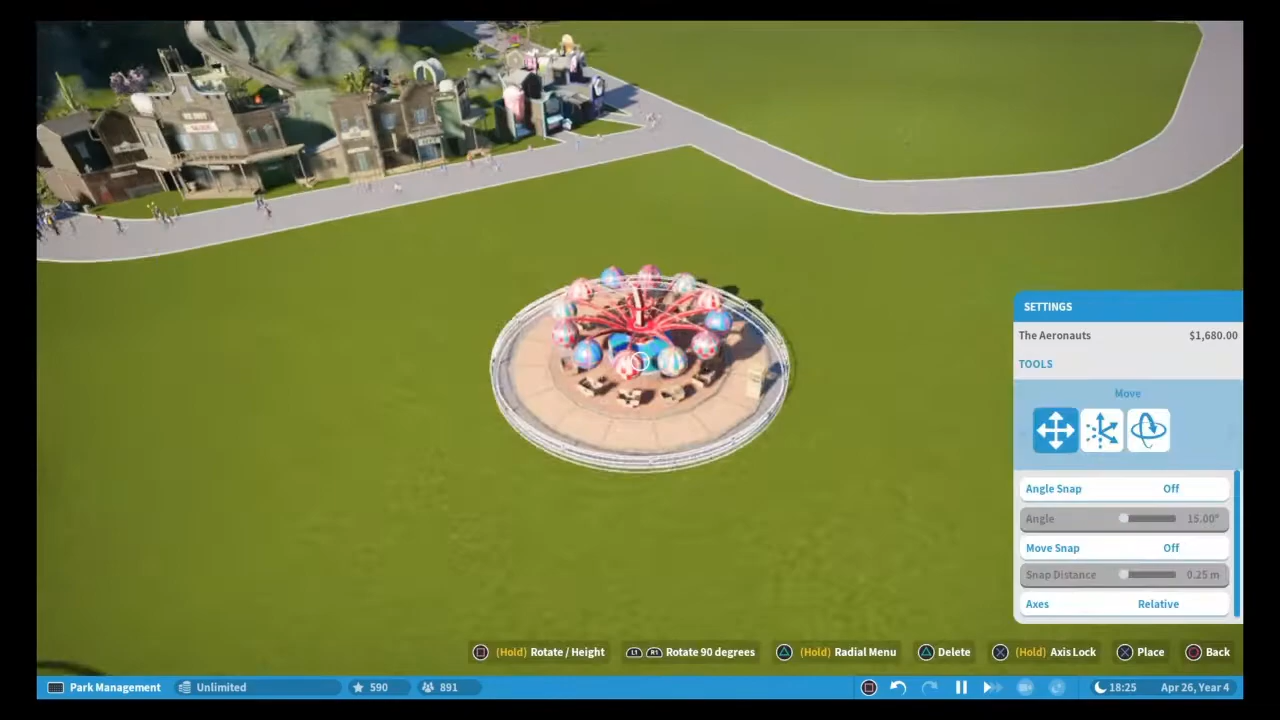 SETTINGS
The Aeronauts $1,680.00
TOOLS
Move
Angle Snap Off
Angle 15.00°
Move Snap Off
Snap Distance 0.25 m
Axes Relative
(Hold) Rotate / Height L1 R1 Rotate 90 degrees (Hold) Radial Menu Delete (Hold) Axis Lock Place Back
Park Management Unlimited 590 891 18:25 Apr 26, Year 4